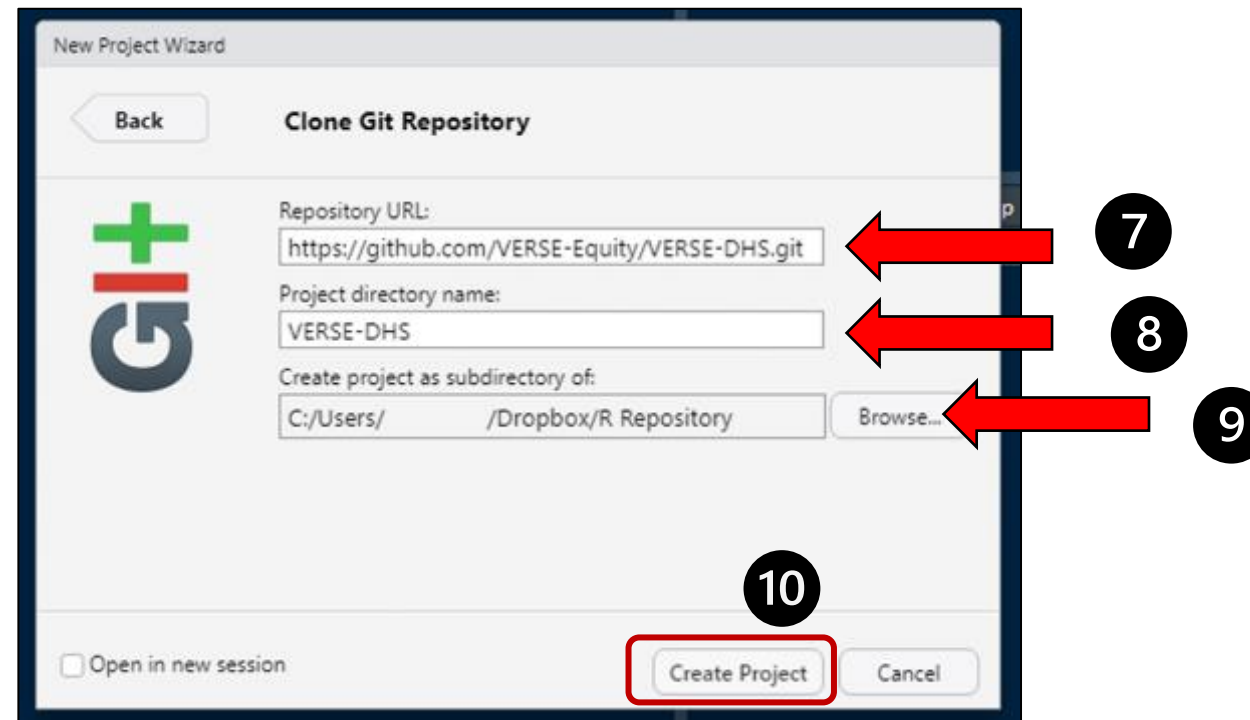 New Project Wizard
Back
Clone Git Repository
Repository URL:
https://github.com/VERSE-Equity/VERSE-DHS.git
7
Project directory name:
VERSE-DHS
8
Create project as subdirectory of:
C:/Users/ /Dropbox/R Repository
Browse...
9
GIt
p
10
Open in new session
Create Project
Cancel